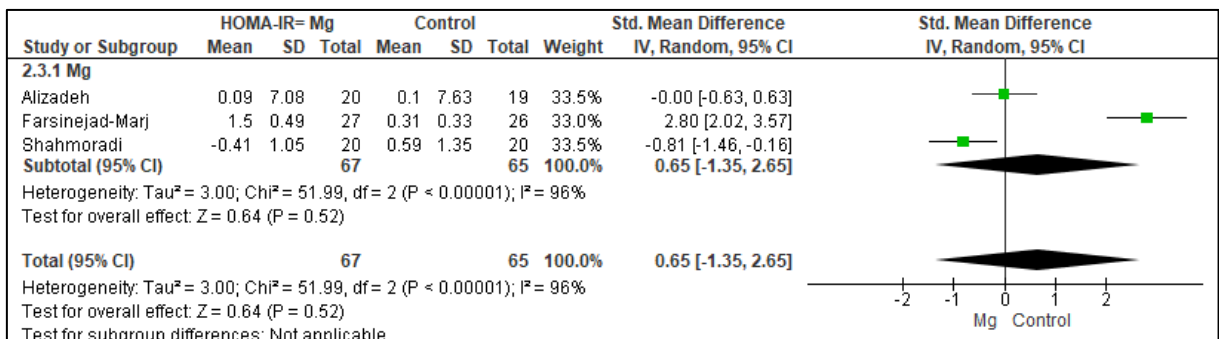 HOMA-IR= Mg Control Std. Mean Difference Std. Mean Difference
Study or Subgroup Mean SD Total Mean SD Total Weight IV, Random, 95% CI IV, Random, 95% CI
2.3.1 Mg
Alizadeh 0.09 7.08 20 0.1 7.63 19 33.5% -0.00 [-0.63, 0.63]
Farsinejad-Marj 1.5 0.49 27 0.31 0.33 26 33.0% 2.80 [2.02, 3.57]
Shahmoradi -0.41 1.05 20 0.59 1.35 20 33.5% -0.81 [-1.46, -0.16]
Subtotal (95% CI) 67 65 100.0% 0.65 [-1.35, 2.65]
Heterogeneity: Tau² = 3.00; Chi² = 51.99, df = 2 (P < 0.00001); I² = 96%
Test for overall effect: Z = 0.64 (P = 0.52)
Total (95% CI) 67 65 100.0% 0.65 [-1.35, 2.65]
Heterogeneity: Tau² = 3.00; Chi² = 51.99, df = 2 (P < 0.00001); I² = 96%
Test for overall effect: Z = 0.64 (P = 0.52)
Test for subgroup differences: Not applicable
-2 -1 0 1 2
Mg Control